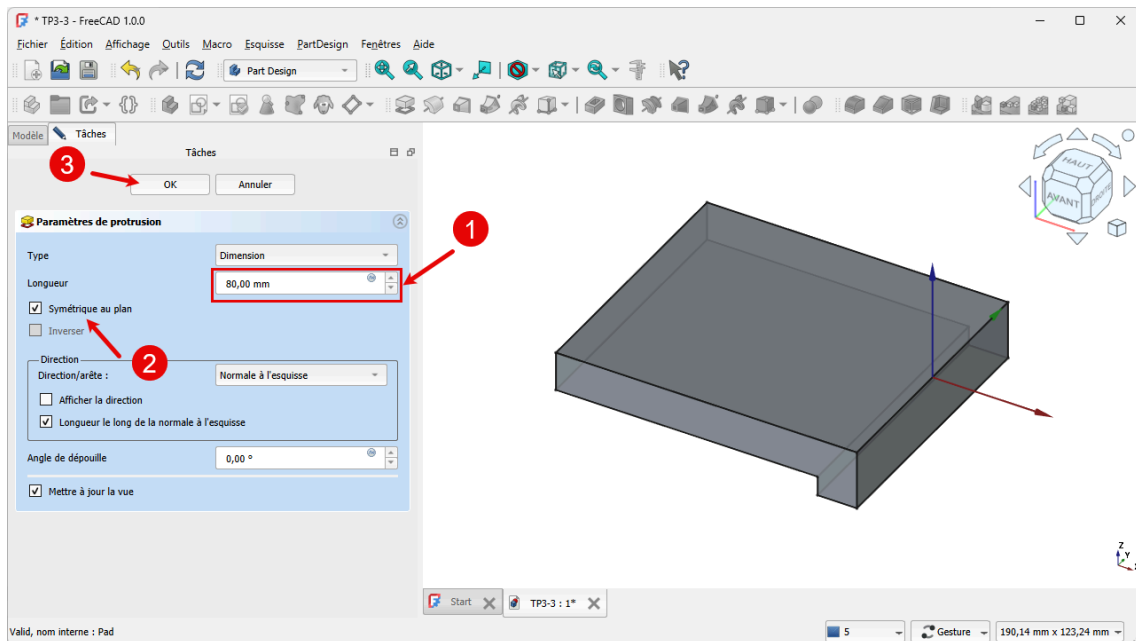 * TP3-3 - FreeCAD 1.0.0
Fichier Édition Affichage Outils Macro Esquisse PartDesign Fenêtres Aide
Part Design
Modèle Tâches
Tâches
3
OK Annuler
HAUT
AVANT
DROITE
Paramètres de protrusion
1
Type Dimension
Longueur 80,00 mm
Symétrique au plan
Inverser
2
Direction
Direction/arête : Normale à l'esquisse
Afficher la direction
Longueur le long de la normale à l'esquisse
Angle de dépouille 0,00 °
Mettre à jour la vue
Z
Y
Start TP3-3 : 1*
Valid, nom interne : Pad 5 Gesture 190,14 mm x 123,24 mm